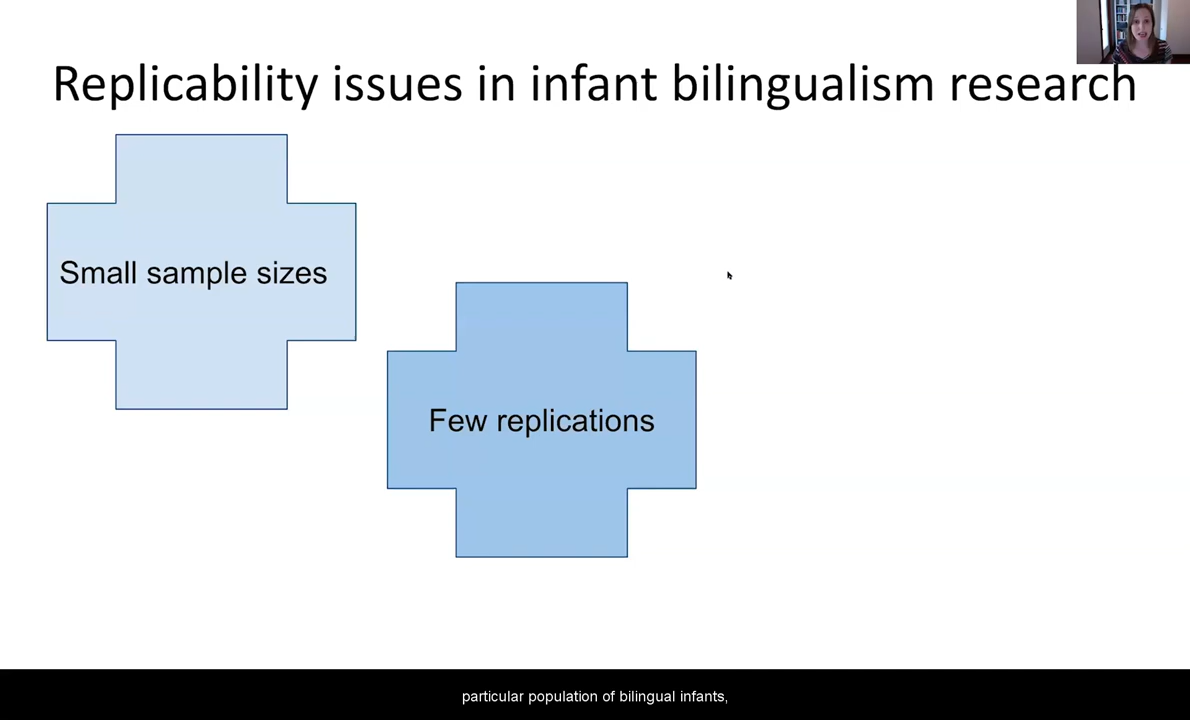 Replicability issues in infant bilingualism research
Small sample sizes
Few replications
particular population of bilingual infants,